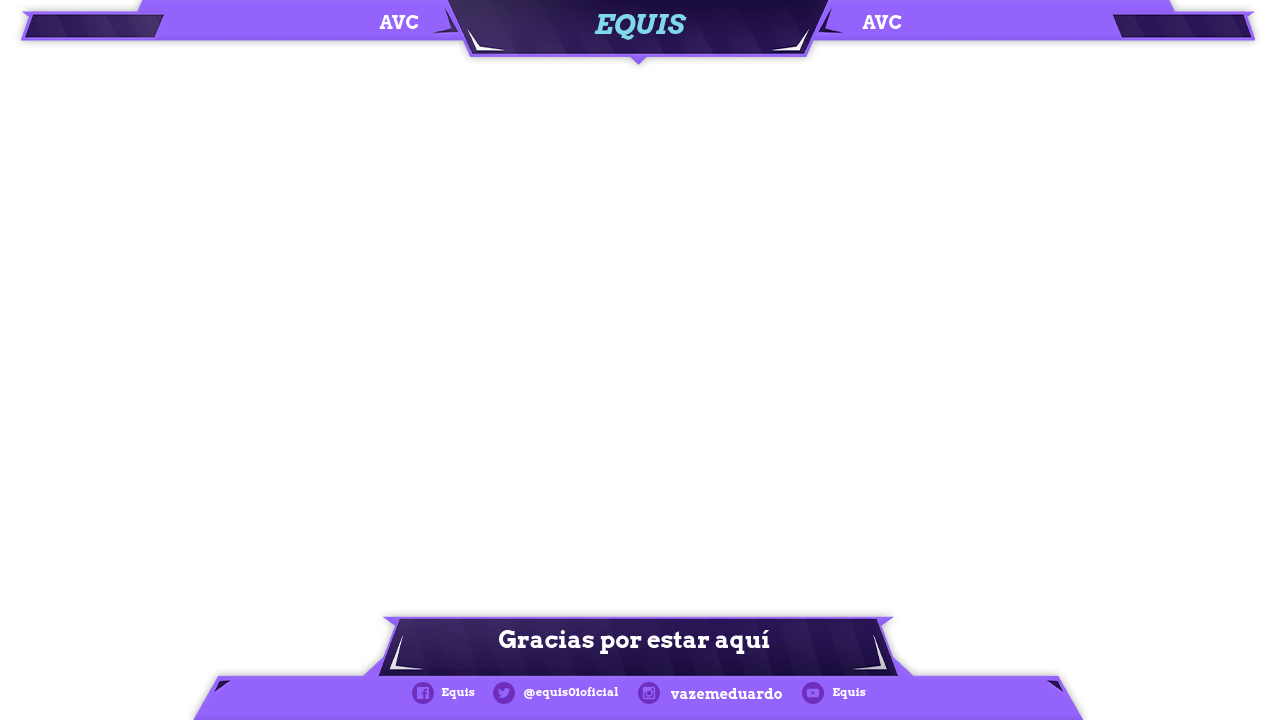 AVC
EQUIS
AVC
Gracias por estar aquí
Equis
@equis01oficial
vazemeduardo
Equis